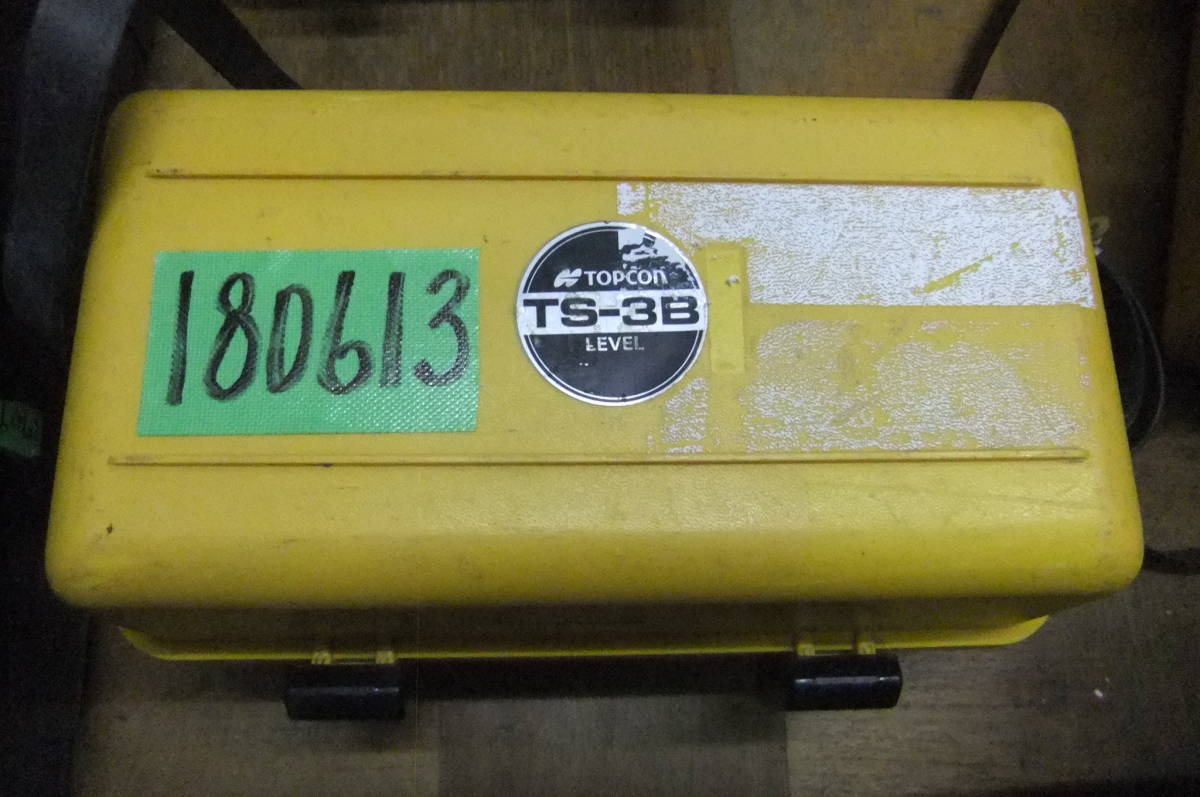 180613
TOPCON
TS-3B
LEVEL